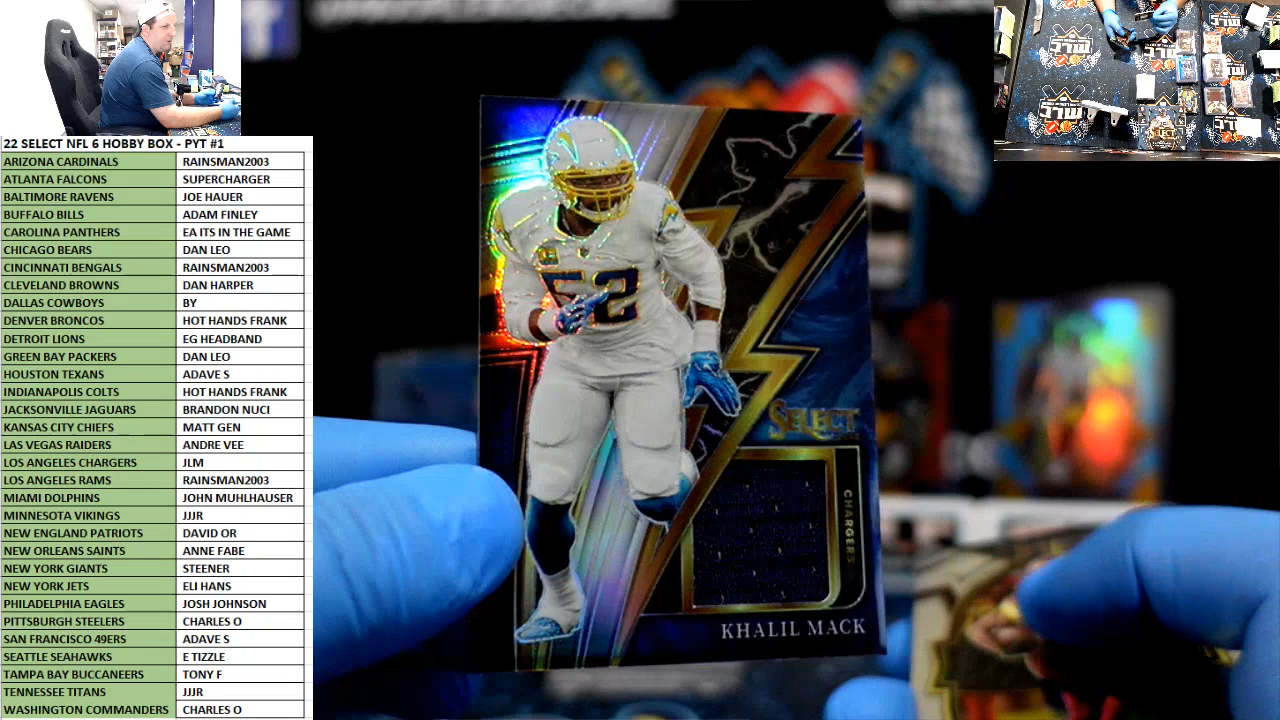 22 SELECT NFL 6 HOBBY BOX - PYT #1
ARIZONA CARDINALS RAINSMAN2003
ATLANTA FALCONS SUPERCHARGER
BALTIMORE RAVENS JOE HAUER
BUFFALO BILLS ADAM FINLEY
CAROLINA PANTHERS EA ITS IN THE GAME
CHICAGO BEARS DAN LEO
CINCINNATI BENGALS RAINSMAN2003
CLEVELAND BROWNS DAN HARPER
DALLAS COWBOYS BY
DENVER BRONCOS HOT HANDS FRANK
DETROIT LIONS EG HEADBAND
GREEN BAY PACKERS DAN LEO
HOUSTON TEXANS ADAVE S
INDIANAPOLIS COLTS HOT HANDS FRANK
JACKSONVILLE JAGUARS BRANDON NUCI
KANSAS CITY CHIEFS MATT GEN
LAS VEGAS RAIDERS ANDRE VEE
LOS ANGELES CHARGERS JLM
LOS ANGELES RAMS RAINSMAN2003
MIAMI DOLPHINS JOHN MUHLHAUSER
MINNESOTA VIKINGS JJJR
NEW ENGLAND PATRIOTS DAVID OR
NEW ORLEANS SAINTS ANNE FABE
NEW YORK GIANTS STEENER
NEW YORK JETS ELI HANS
PHILADELPHIA EAGLES JOSH JOHNSON
PITTSBURGH STEELERS CHARLES O
SAN FRANCISCO 49ERS ADAVE S
SEATTLE SEAHAWKS E TIZZLE
TAMPA BAY BUCCANEERS TONY F
TENNESSEE TITANS JJJR
WASHINGTON COMMANDERS CHARLES O
52
SELECT
CHARGERS
KHALIL MACK
SELECT